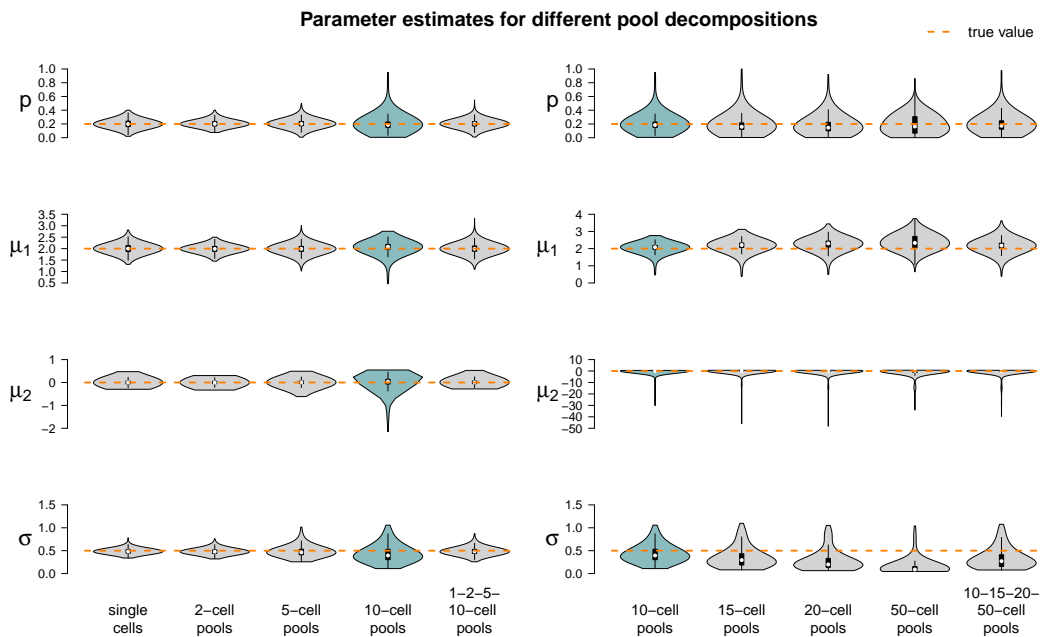 Parameter estimates for different pool decompositions
true value
p
1.0
0.8
0.6
0.4
0.2
0.0
p
1.0
0.8
0.6
0.4
0.2
0.0
μ1
3.5
3.0
2.5
2.0
1.5
1.0
0.5
μ1
4
3
2
1
0
μ2
1
0
−1
−2
μ2
10
0
−10
−20
−30
−40
−50
σ
1.5
1.0
0.5
0.0
σ
1.5
1.0
0.5
0.0
single
cells
2−cell
pools
5−cell
pools
10−cell
pools
1−2−5−
10−cell
pools
10−cell
pools
15−cell
pools
20−cell
pools
50−cell
pools
10−15−20−
50−cell
pools